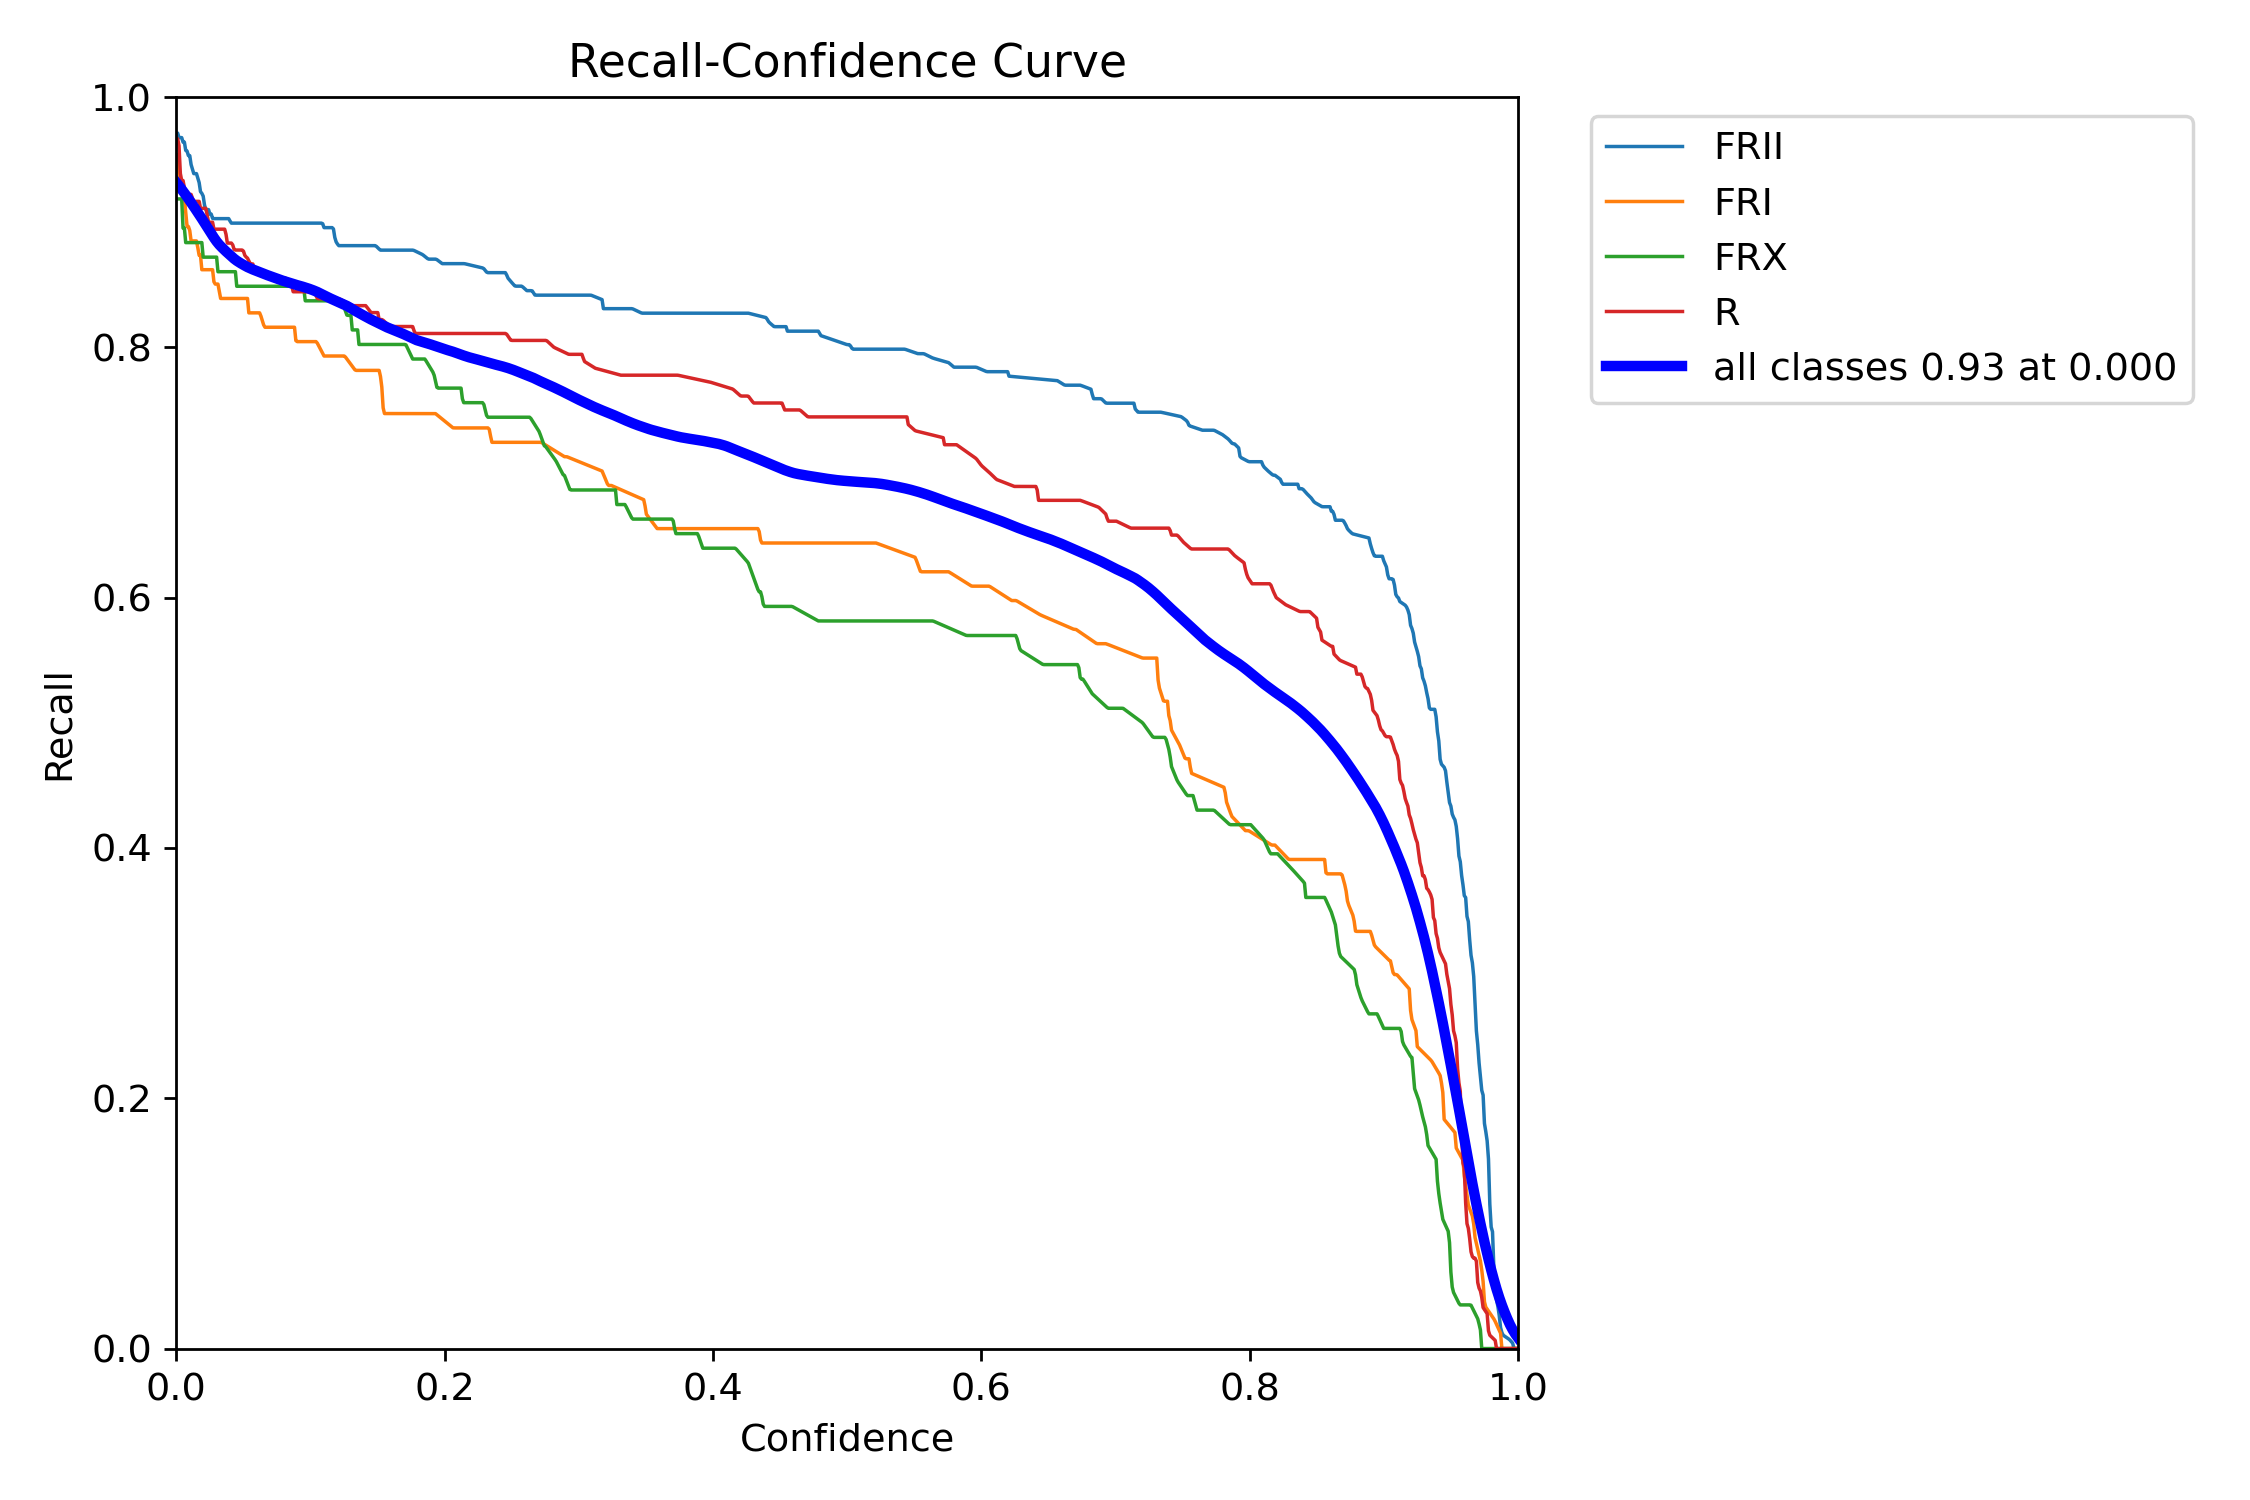 Recall-Confidence Curve
1.0
0.8
0.6
0.4
0.2
0.0
Recall
0.0 0.2 0.4 0.6 0.8 1.0
Confidence
FRII
FRI
FRX
R
all classes 0.93 at 0.000